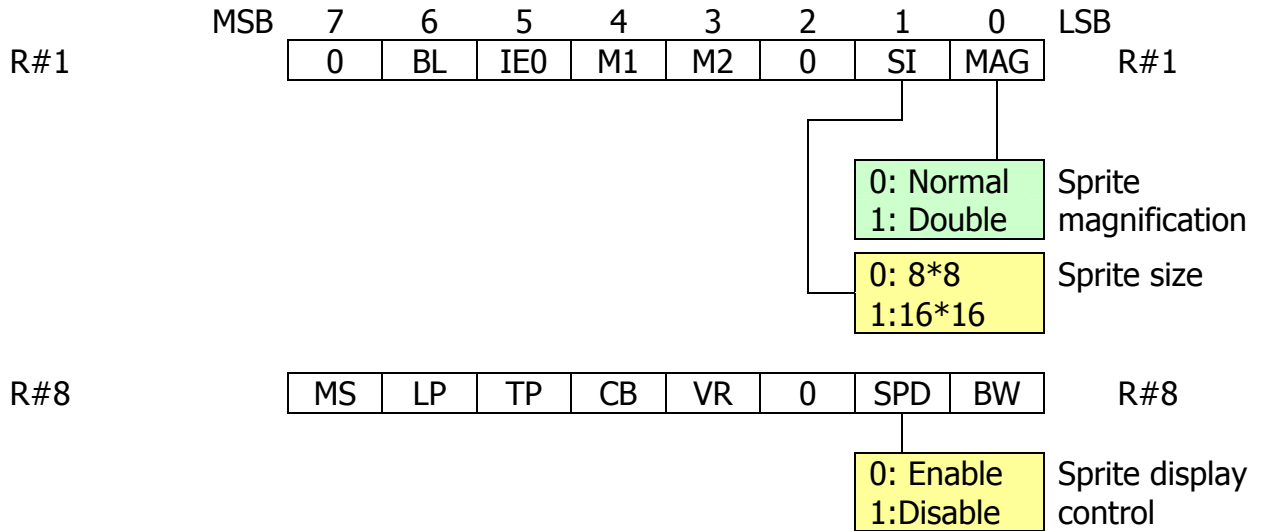 MSB 7 6 5 4 3 2 1 0 LSB
R#1 0 BL IE0 M1 M2 0 SI MAG R#1
0: Normal Sprite
1: Double magnification
0: 8*8 Sprite size
1:16*16
R#8 MS LP TP CB VR 0 SPD BW R#8
0: Enable Sprite display
1:Disable control